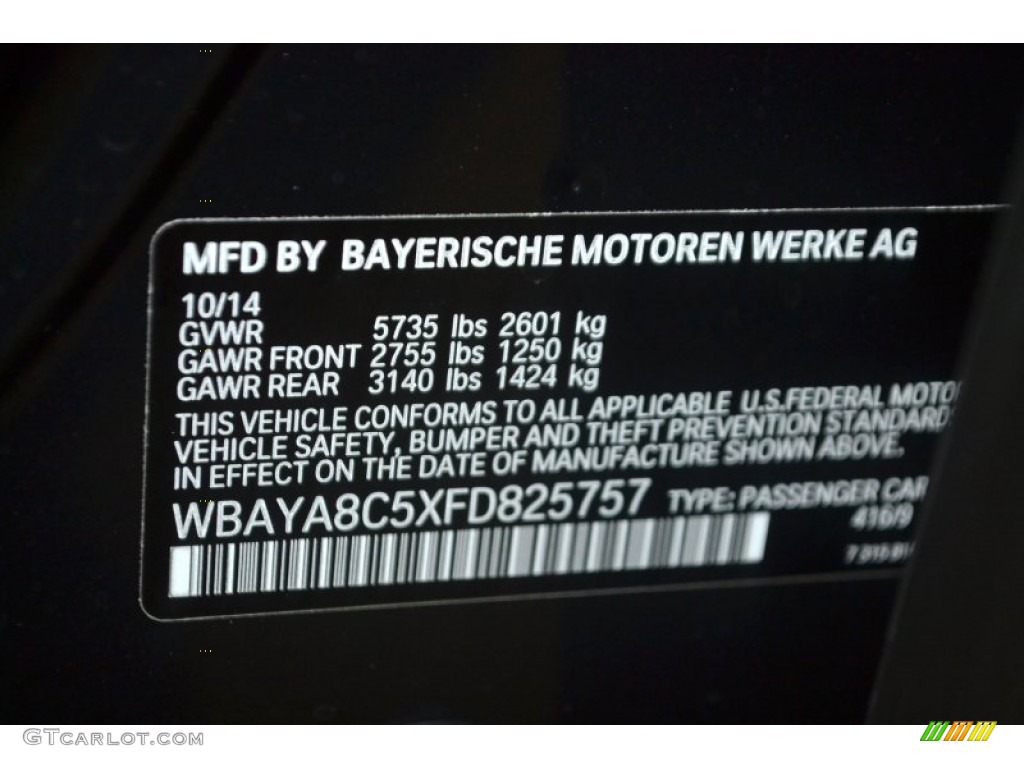 MFD BY BAYERISCHE MOTOREN WERKE AG
10/14
GVWR 5735 lbs 2601 kg
GAWR FRONT 2755 lbs 1250 kg
GAWR REAR 3140 lbs 1424 kg
THIS VEHICLE CONFORMS TO ALL APPLICABLE U.S.FEDERAL MOTO
VEHICLE SAFETY, BUMPER AND THEFT PREVENTION STANDARD
IN EFFECT ON THE DATE OF MANUFACTURE SHOWN ABOVE.
WBAYA8C5XFD825757 TYPE: PASSENGER CAR
416/9
GTCARLOT.COM